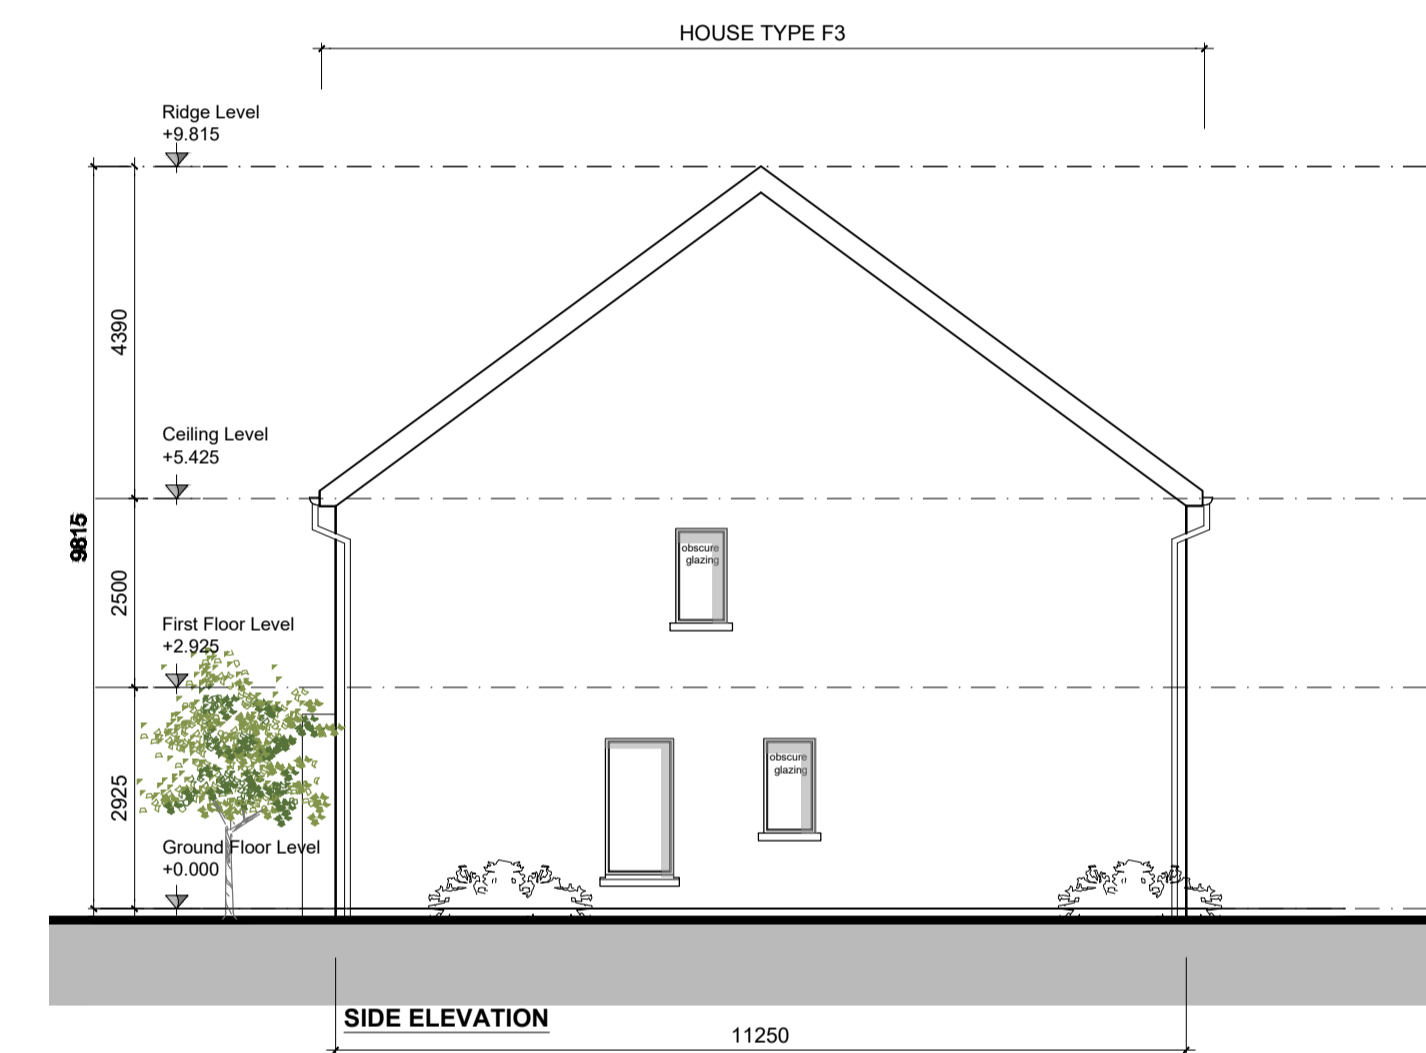 HOUSE TYPE F3
Ridge Level
+9.815
4390
Ceiling Level
+5.425
9815
obscure
glazing
2500
First Floor Level
+2.925
obscure
glazing
2925
Ground Floor Level
+0.000
SIDE ELEVATION
11250